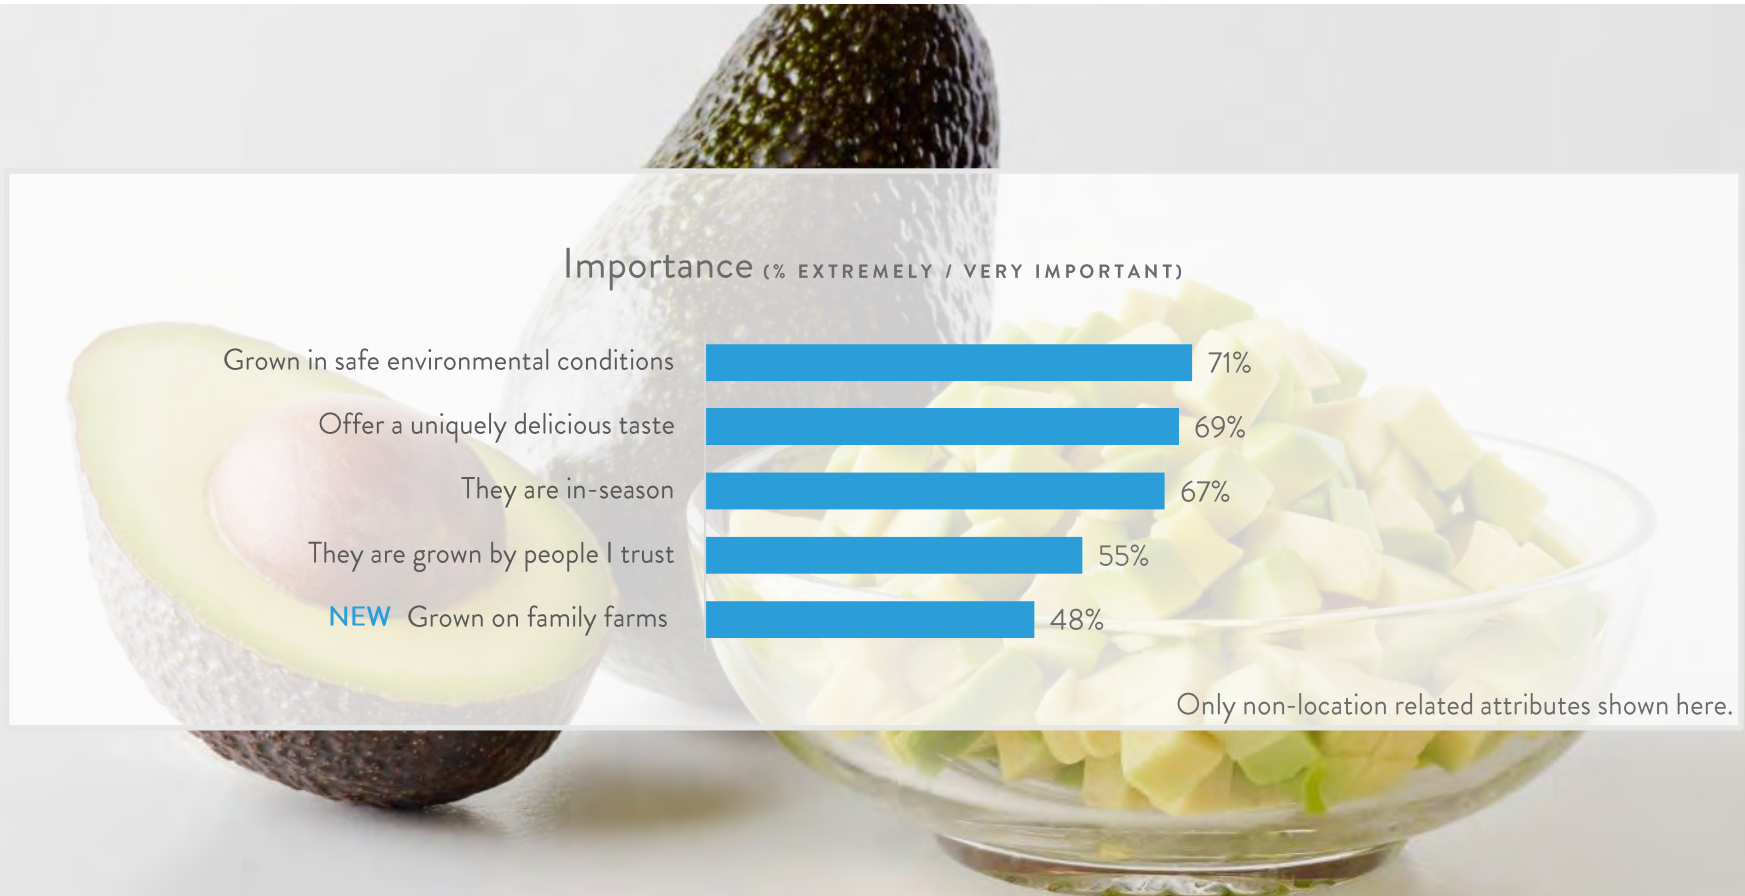 Importance (% EXTREMELY / VERY IMPORTANT)
Grown in safe environmental conditions 71%
Offer a uniquely delicious taste 69%
They are in-season 67%
They are grown by people I trust 55%
NEW Grown on family farms 48%
Only non-location related attributes shown here.